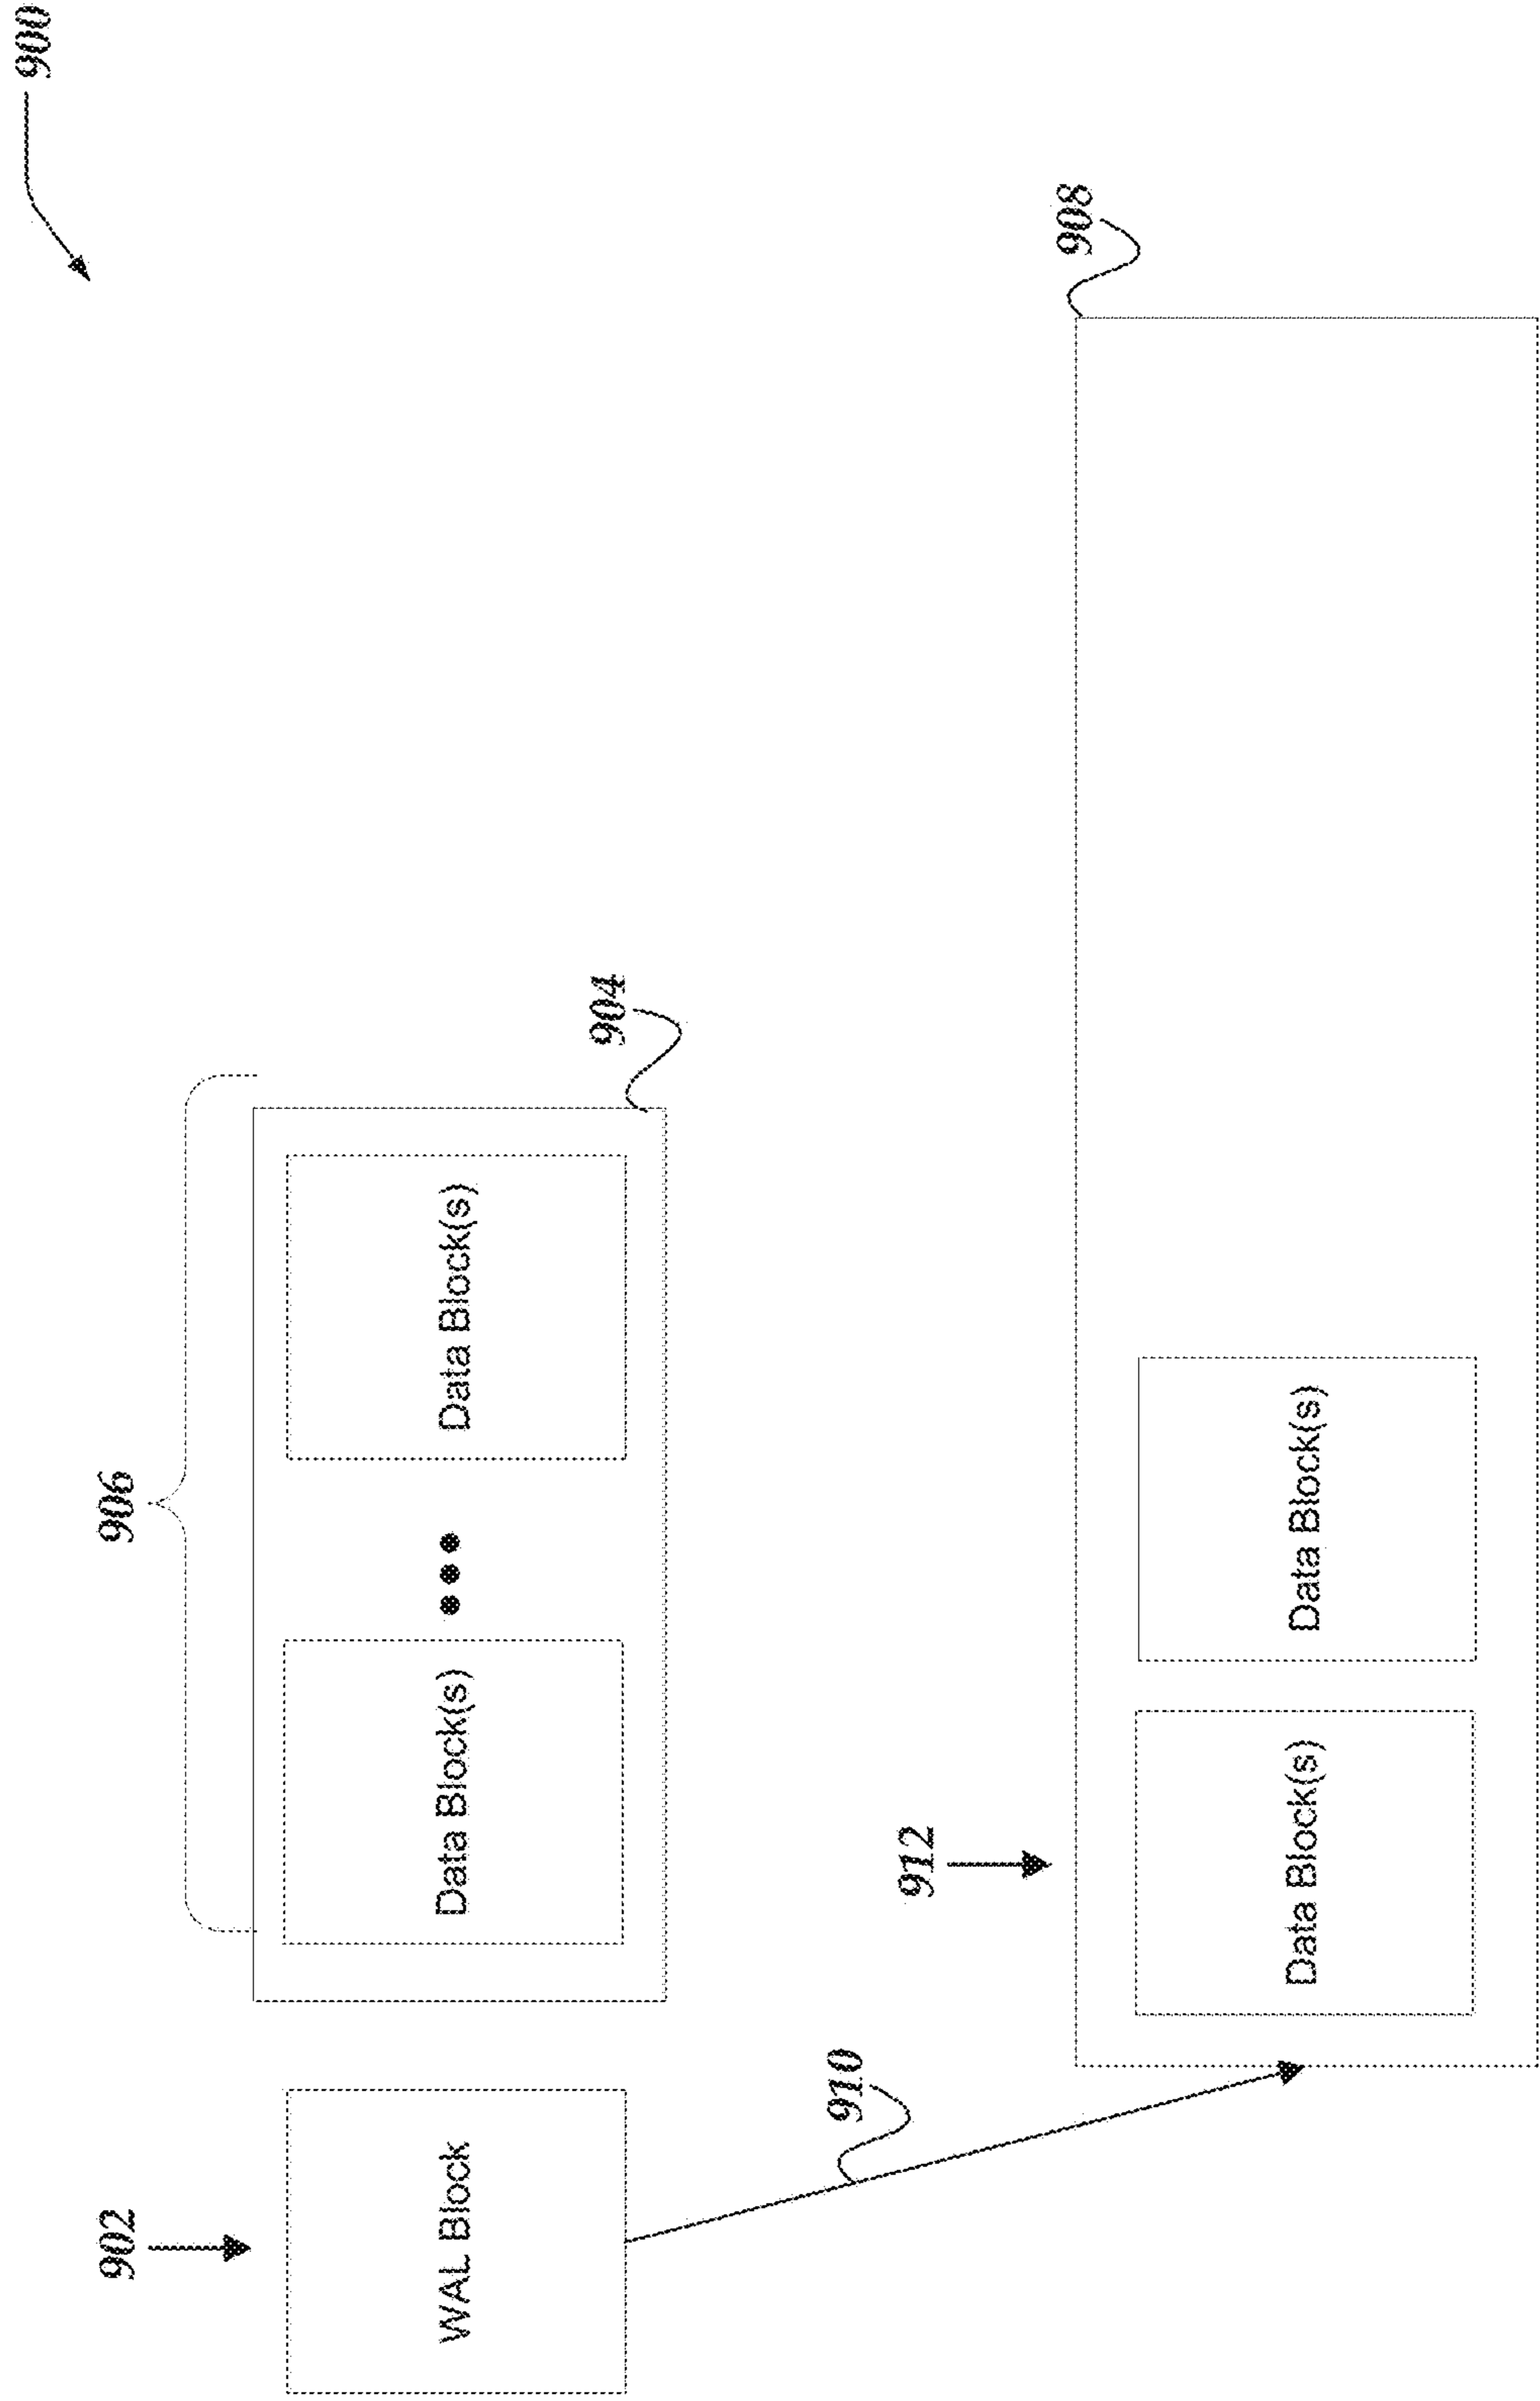 900
902
WAL Block
906
Data Block(s)
Data Block(s)
904
910
912
908
Data Block(s)
Data Block(s)